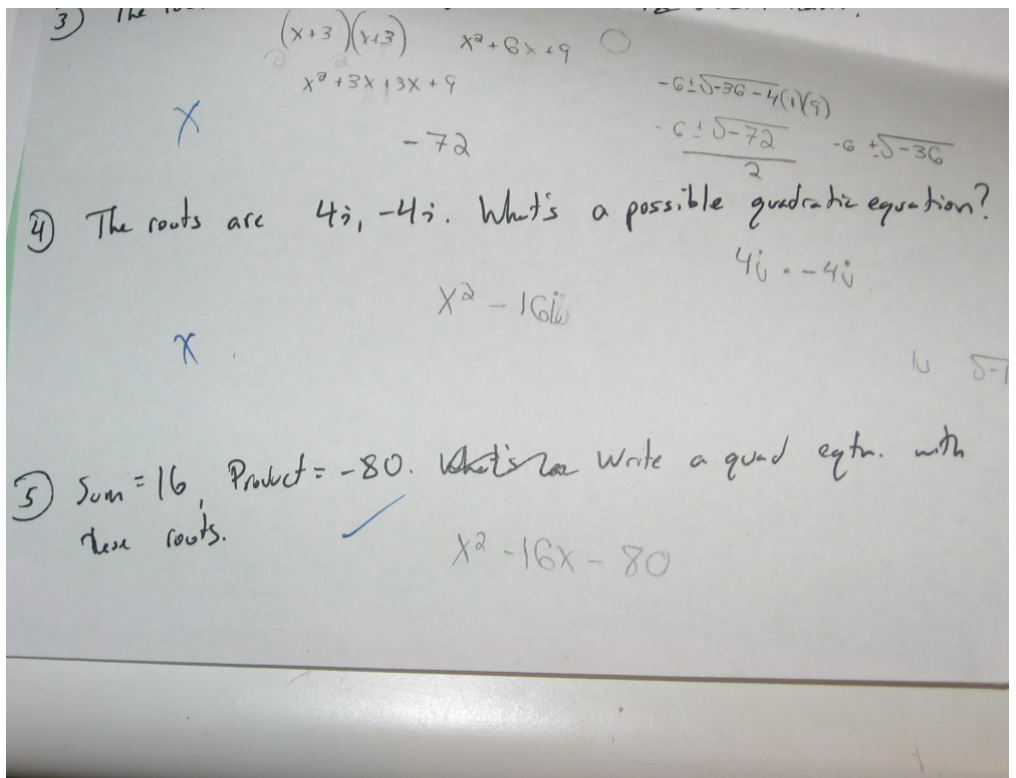 3) The
(x+3)(x+3) x² + 6x + 9
x² + 3x + 3x + 9
-6 ± √-36 - 4(1)(9)
x
-72
-6 ± √-72 -6 ± √-36
2
4) The roots are 4i, -4i. What's a possible quadratic equation?
4i · -4i
x² - 16i
x
√-1
5) Sum = 16, Product = -80. Write a quad eqtn. with
these roots. ✓
x² - 16x - 80